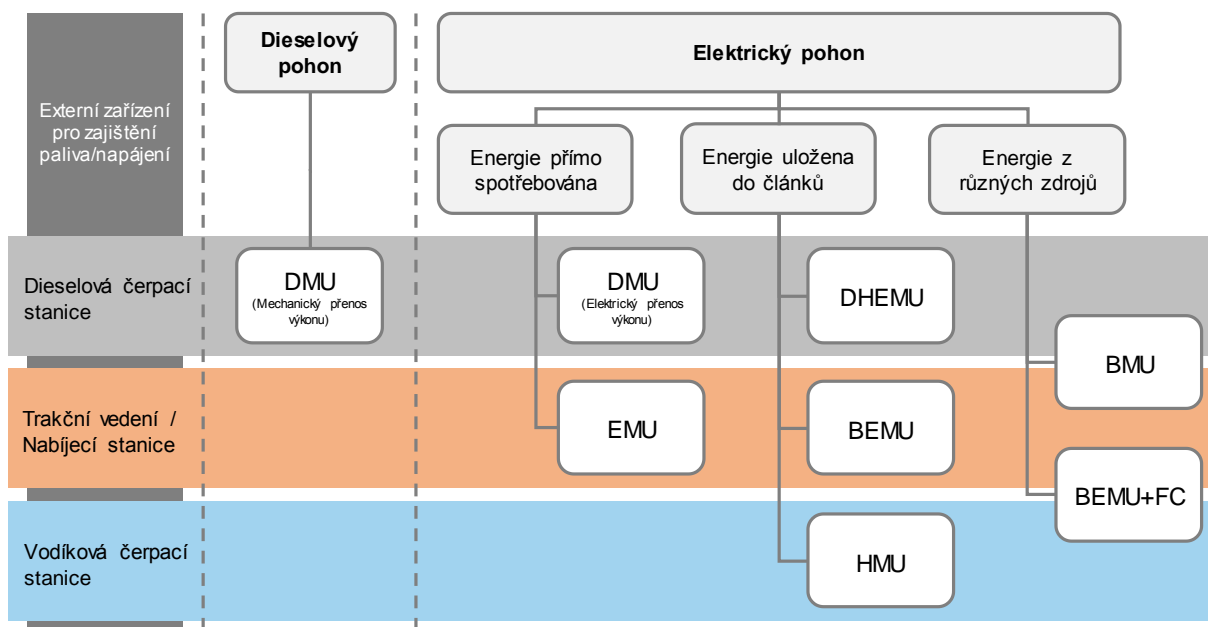 Externí zařízení
pro zajištění
paliva/napájení
Dieselový
pohon
Elektrický pohon
Energie přímo
spotřebována
Energie uložena
do článků
Energie z
různých zdrojů
Dieselová čerpací
stanice
DMU
(Mechanický přenos
výkonu)
DMU
(Elektrický přenos
výkonu)
DHEMU
BMU
Trakční vedení /
Nabíjecí stanice
EMU
BEMU
BEMU+FC
Vodíková čerpací
stanice
HMU